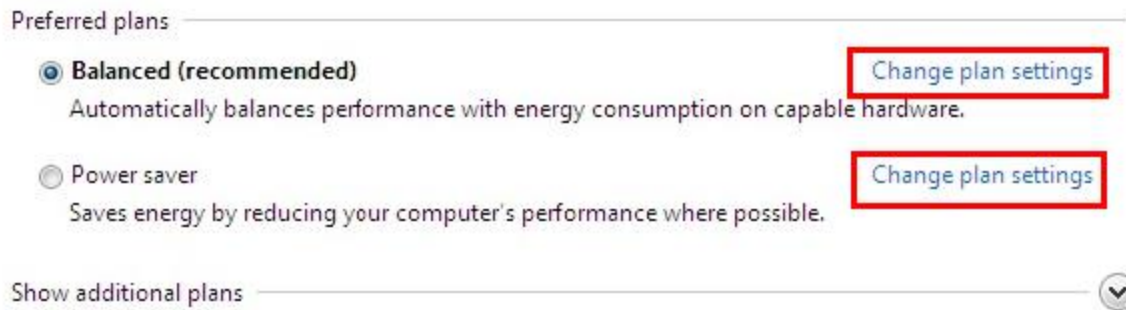 Preferred plans
Balanced (recommended) Change plan settings
Automatically balances performance with energy consumption on capable hardware.
Power saver Change plan settings
Saves energy by reducing your computer's performance where possible.
Show additional plans